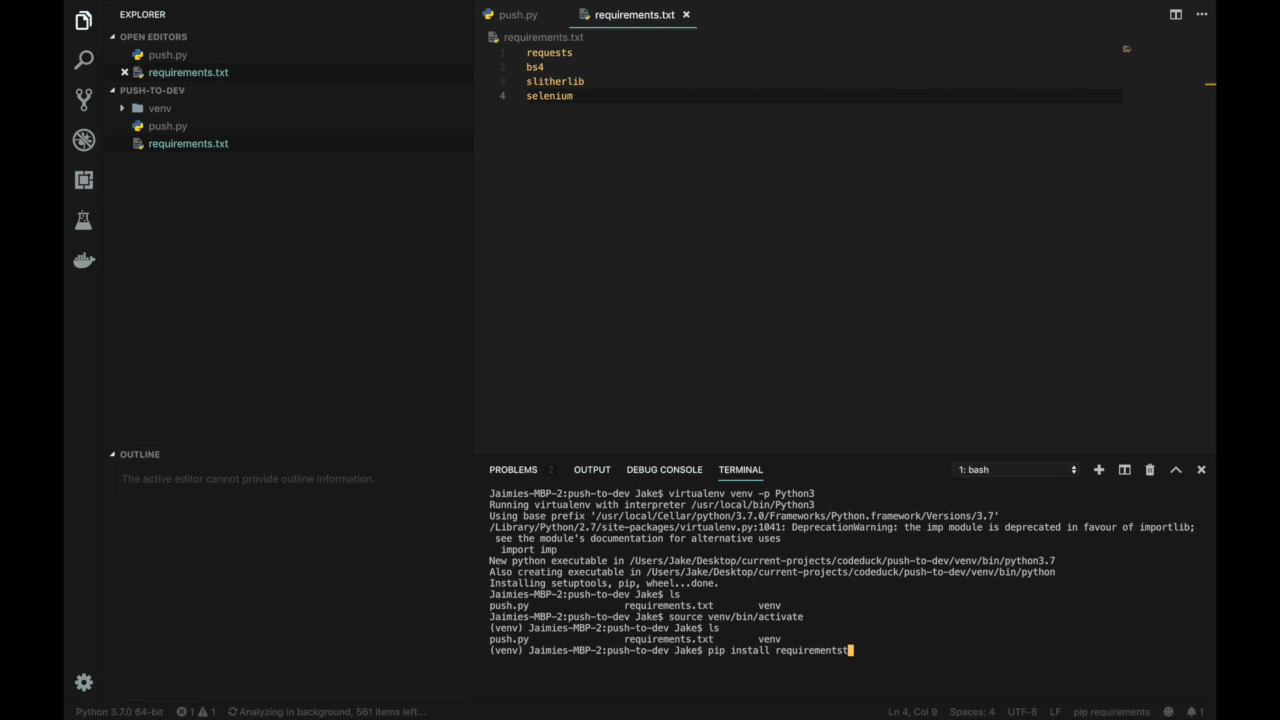 EXPLORER
OPEN EDITORS
push.py
requirements.txt
PUSH-TO-DEV
venv
push.py
requirements.txt
OUTLINE
The active editor cannot provide outline information.
push.py
requirements.txt
requirements.txt
1 requests
2 bs4
3 slitherlib
4 selenium
PROBLEMS 2 OUTPUT DEBUG CONSOLE TERMINAL 1: bash
Jaimies-MBP-2:push-to-dev Jake$ virtualenv venv -p Python3
Running virtualenv with interpreter /usr/local/bin/Python3
Using base prefix '/usr/local/Cellar/python/3.7.0/Frameworks/Python.framework/Versions/3.7'
/Library/Python/2.7/site-packages/virtualenv.py:1041: DeprecationWarning: the imp module is deprecated in favour of importlib;
see the module's documentation for alternative uses
import imp
New python executable in /Users/Jake/Desktop/current-projects/codeduck/push-to-dev/venv/bin/python3.7
Also creating executable in /Users/Jake/Desktop/current-projects/codeduck/push-to-dev/venv/bin/python
Installing setuptools, pip, wheel...done.
Jaimies-MBP-2:push-to-dev Jake$ ls
push.py requirements.txt venv
Jaimies-MBP-2:push-to-dev Jake$ source venv/bin/activate
(venv) Jaimies-MBP-2:push-to-dev Jake$ ls
push.py requirements.txt venv
(venv) Jaimies-MBP-2:push-to-dev Jake$ pip install requirementst
Python 3.7.0 64-bit 1 1 Analyzing in background, 561 items left... Ln 4, Col 9 Spaces: 4 UTF-8 LF pip requirements 1